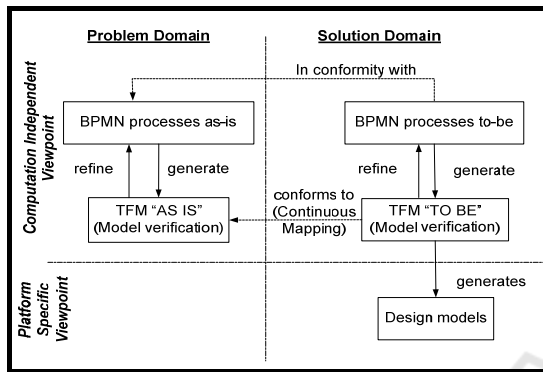 Problem Domain
Solution Domain
Computation Independent
Viewpoint
In conformity with
BPMN processes as-is
BPMN processes to-be
refine
generate
refine
generate
conforms to
(Continuous
Mapping)
TFM "AS IS"
(Model verification)
TFM "TO BE"
(Model verification)
Platform
Specific
Viewpoint
generates
Design models